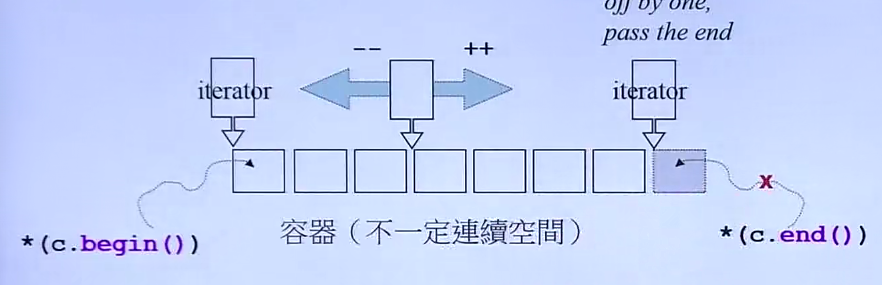 off by one,
pass the end
-- ++
iterator
iterator
x
*(c.begin())
容器（不一定連續空間）
*(c.end())